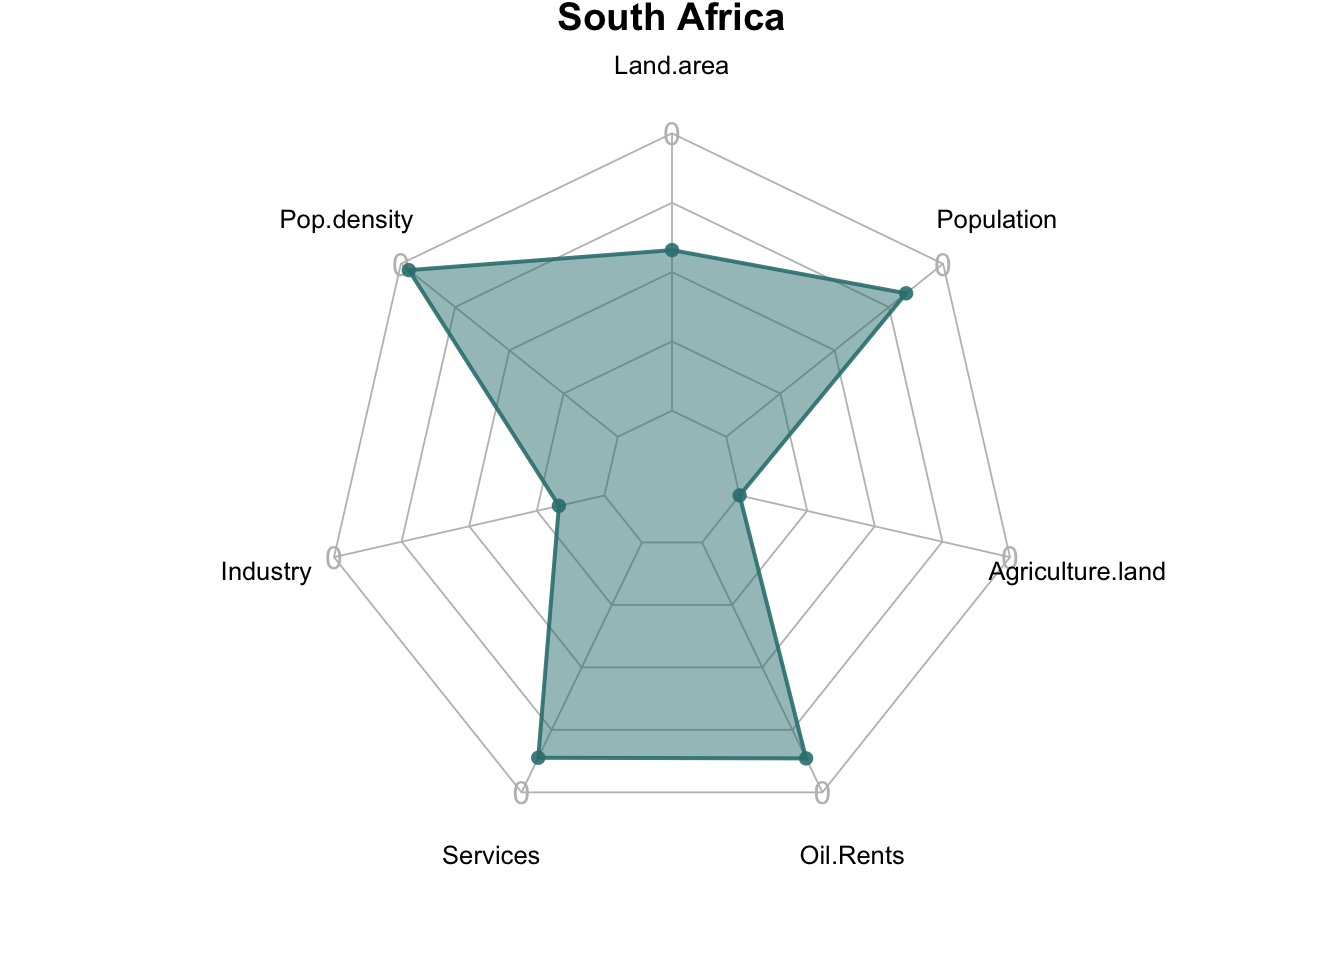 South Africa
Land.area
0
Pop.density
Population
0
0
Industry
0
0
Agriculture.land
0
0
Services
Oil.Rents